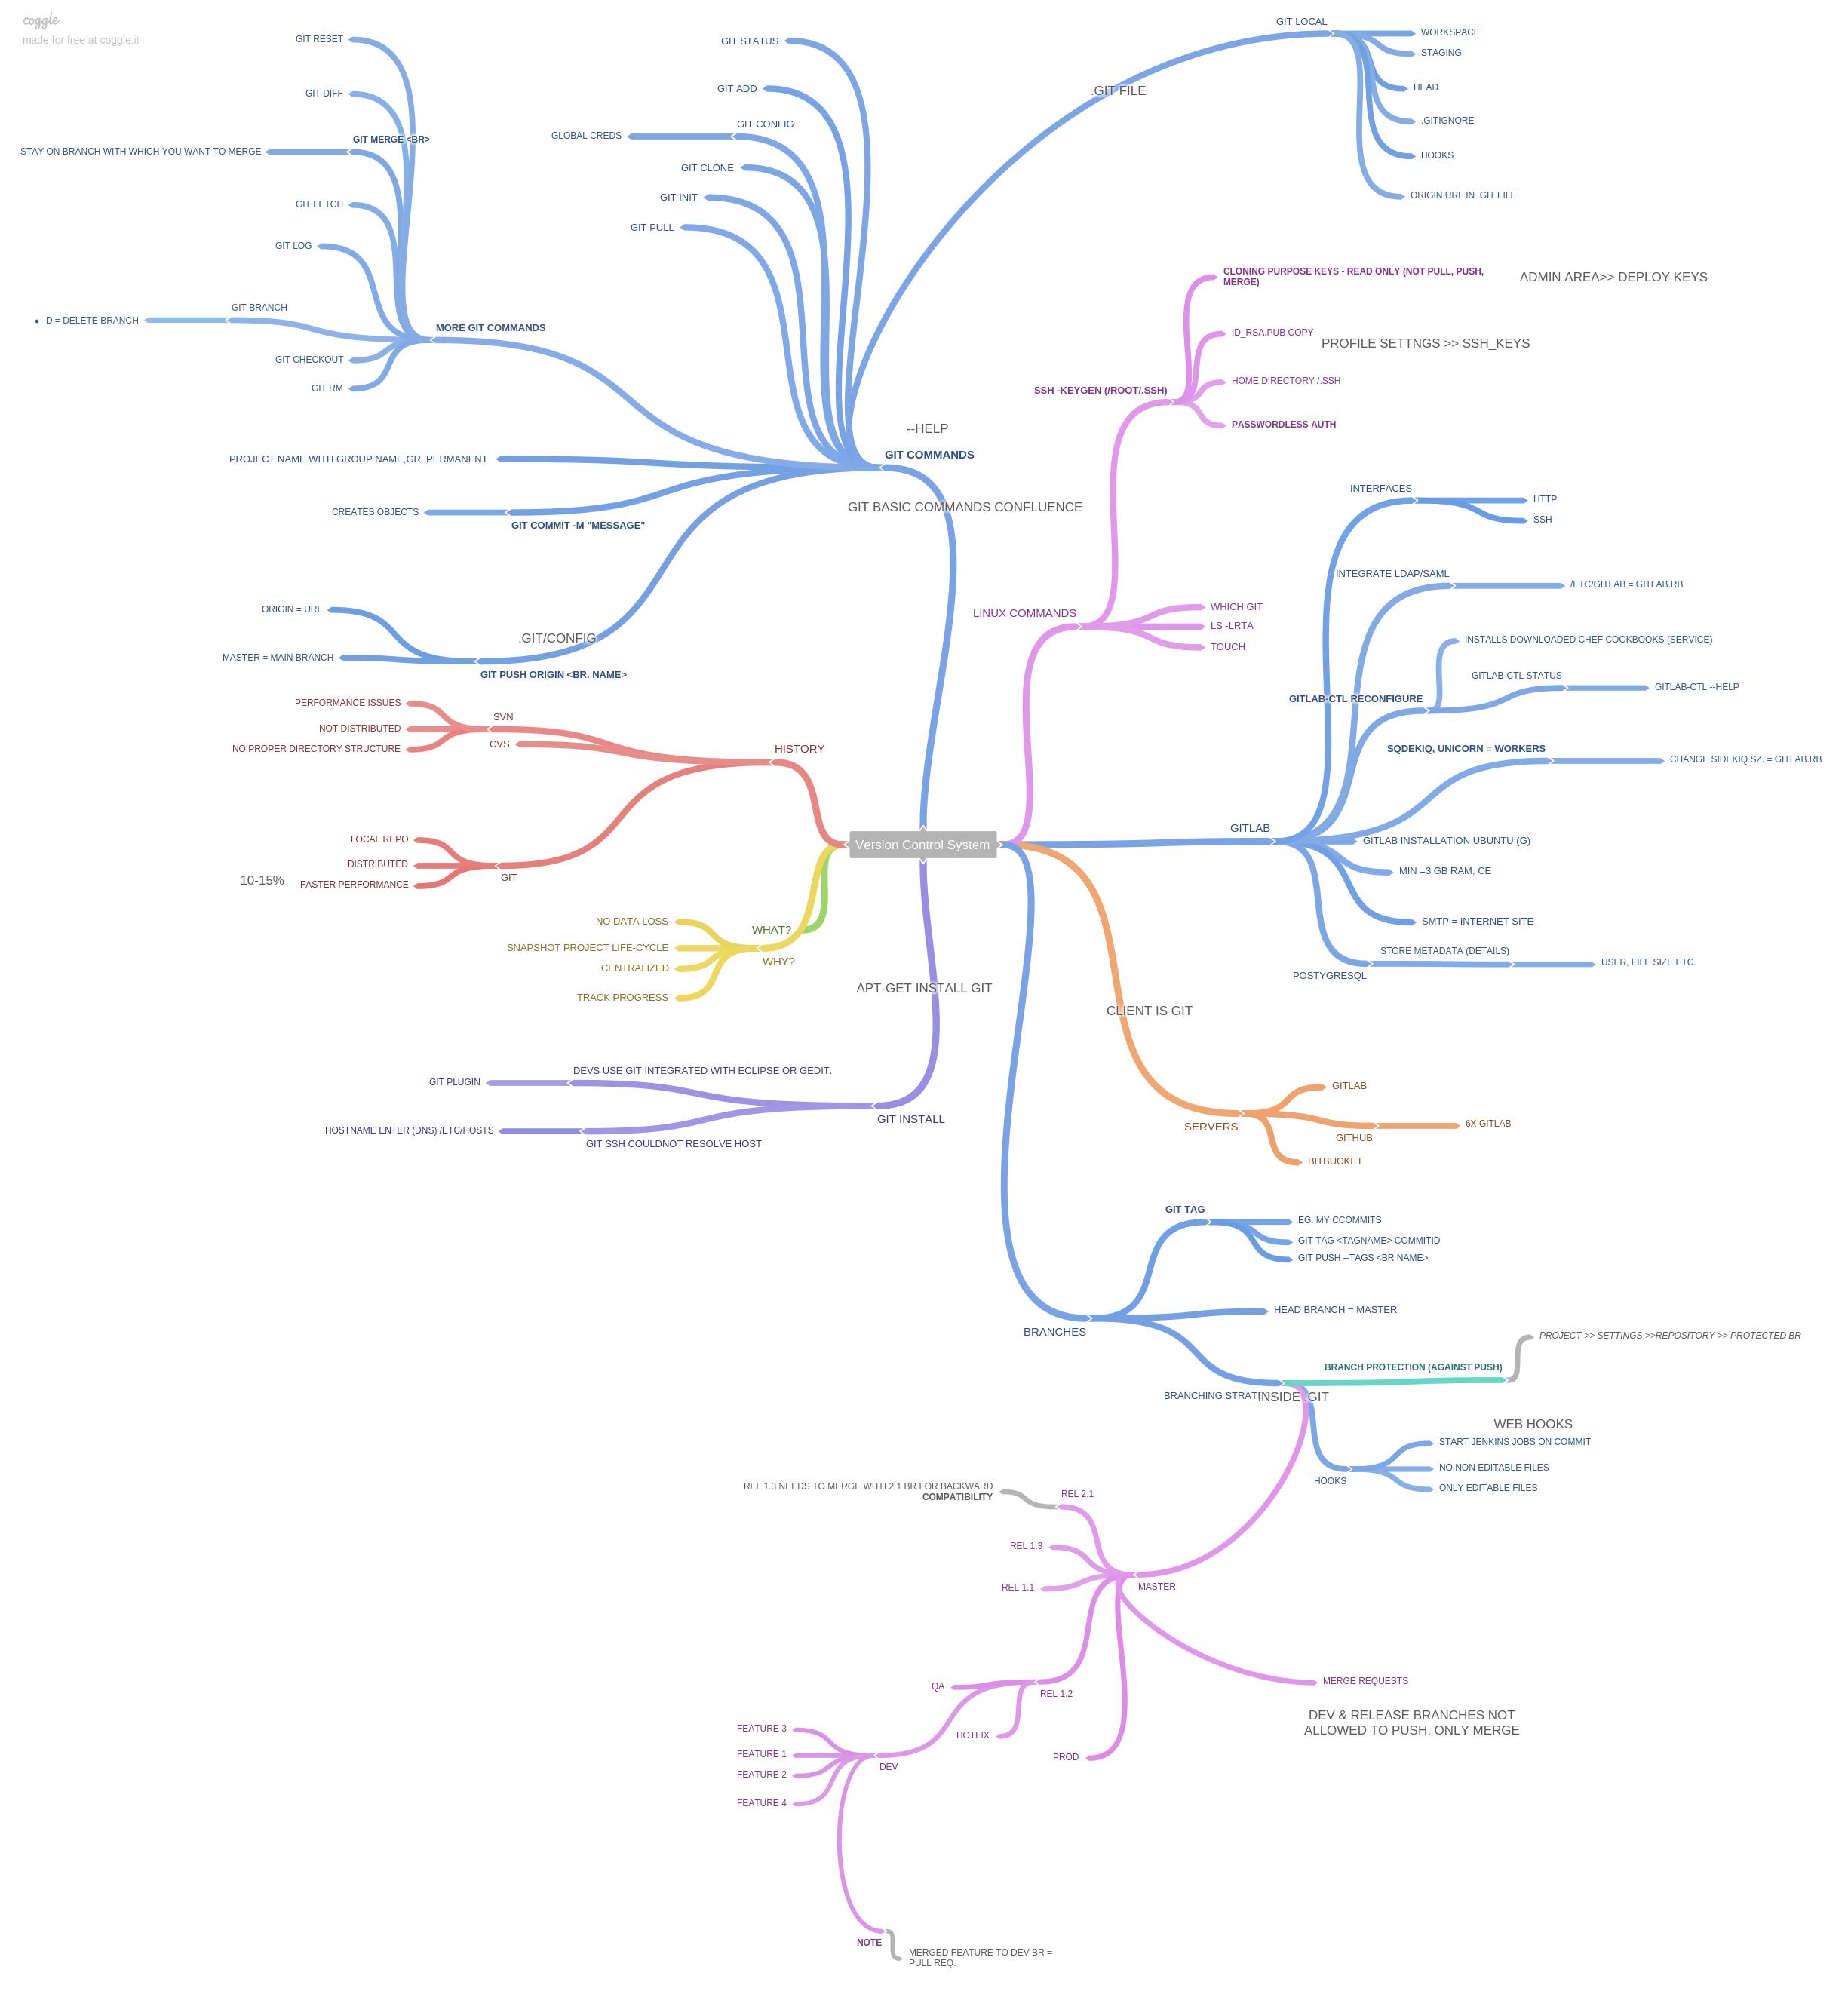 coggle
made for free at coggle.it
GIT RESET
GIT DIFF
GIT MERGE <BR>
STAY ON BRANCH WITH WHICH YOU WANT TO MERGE
GIT FETCH
GIT LOG
GIT BRANCH
• D = DELETE BRANCH
GIT CHECKOUT
GIT RM
MORE GIT COMMANDS
GIT STATUS
GIT ADD
GIT CONFIG
GLOBAL CREDS
GIT CLONE
GIT INIT
GIT PULL
.GIT FILE
GIT LOCAL
WORKSPACE
STAGING
HEAD
.GITIGNORE
HOOKS
ORIGIN URL IN .GIT FILE
--HELP
GIT COMMANDS
GIT BASIC COMMANDS CONFLUENCE
PROJECT NAME WITH GROUP NAME,GR. PERMANENT
CREATES OBJECTS
GIT COMMIT -M "MESSAGE"
ORIGIN = URL
.GIT/CONFIG
MASTER = MAIN BRANCH
GIT PUSH ORIGIN <BR. NAME>
CLONING PURPOSE KEYS - READ ONLY (NOT PULL, PUSH,
MERGE)
ADMIN AREA>> DEPLOY KEYS
ID_RSA.PUB COPY
PROFILE SETTNGS >> SSH_KEYS
HOME DIRECTORY /.SSH
SSH -KEYGEN (/ROOT/.SSH)
PASSWORDLESS AUTH
LINUX COMMANDS
WHICH GIT
LS -LRTA
TOUCH
INTERFACES
HTTP
SSH
INTEGRATE LDAP/SAML
/ETC/GITLAB = GITLAB.RB
INSTALLS DOWNLOADED CHEF COOKBOOKS (SERVICE)
GITLAB-CTL STATUS
GITLAB-CTL --HELP
GITLAB-CTL RECONFIGURE
SQDEKIQ, UNICORN = WORKERS
CHANGE SIDEKIQ SZ. = GITLAB.RB
GITLAB
GITLAB INSTALLATION UBUNTU (G)
MIN =3 GB RAM, CE
SMTP = INTERNET SITE
STORE METADATA (DETAILS)
USER, FILE SIZE ETC.
POSTYGRESQL
PERFORMANCE ISSUES
SVN
NOT DISTRIBUTED
CVS
NO PROPER DIRECTORY STRUCTURE
HISTORY
LOCAL REPO
DISTRIBUTED
10-15%
FASTER PERFORMANCE
GIT
Version Control System
NO DATA LOSS
WHAT?
SNAPSHOT PROJECT LIFE-CYCLE
WHY?
CENTRALIZED
TRACK PROGRESS
APT-GET INSTALL GIT
CLIENT IS GIT
DEVS USE GIT INTEGRATED WITH ECLIPSE OR GEDIT.
GIT PLUGIN
GIT INSTALL
HOSTNAME ENTER (DNS) /ETC/HOSTS
GIT SSH COULDNOT RESOLVE HOST
GITLAB
SERVERS
GITHUB
6X GITLAB
BITBUCKET
GIT TAG
EG. MY CCOMMITS
GIT TAG <TAGNAME> COMMITID
GIT PUSH --TAGS <BR NAME>
HEAD BRANCH = MASTER
BRANCHES
PROJECT >> SETTINGS >>REPOSITORY >> PROTECTED BR
BRANCH PROTECTION (AGAINST PUSH)
BRANCHING
INSIDE .GIT
WEB HOOKS
START JENKINS JOBS ON COMMIT
NO NON EDITABLE FILES
HOOKS
ONLY EDITABLE FILES
REL 1.3 NEEDS TO MERGE WITH 2.1 BR FOR BACKWARD
COMPATIBILITY
REL 2.1
REL 1.3
REL 1.1
MASTER
QA
REL 1.2
MERGE REQUESTS
DEV & RELEASE BRANCHES NOT
ALLOWED TO PUSH, ONLY MERGE
FEATURE 3
HOTFIX
FEATURE 1
PROD
DEV
FEATURE 2
FEATURE 4
NOTE
MERGED FEATURE TO DEV BR =
PULL REQ.